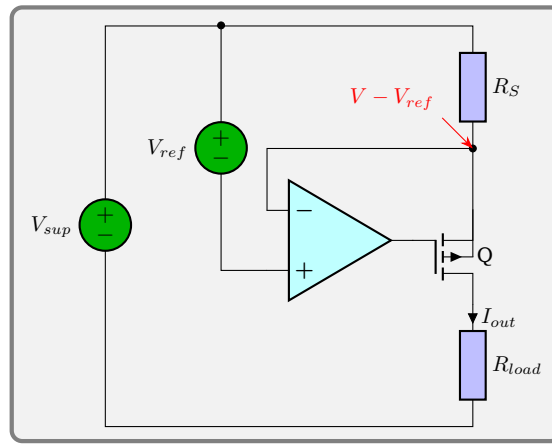 R_S
V − V_ref
+
−
V_ref
+
−
V_sup
−
+
Q
I_out
R_load